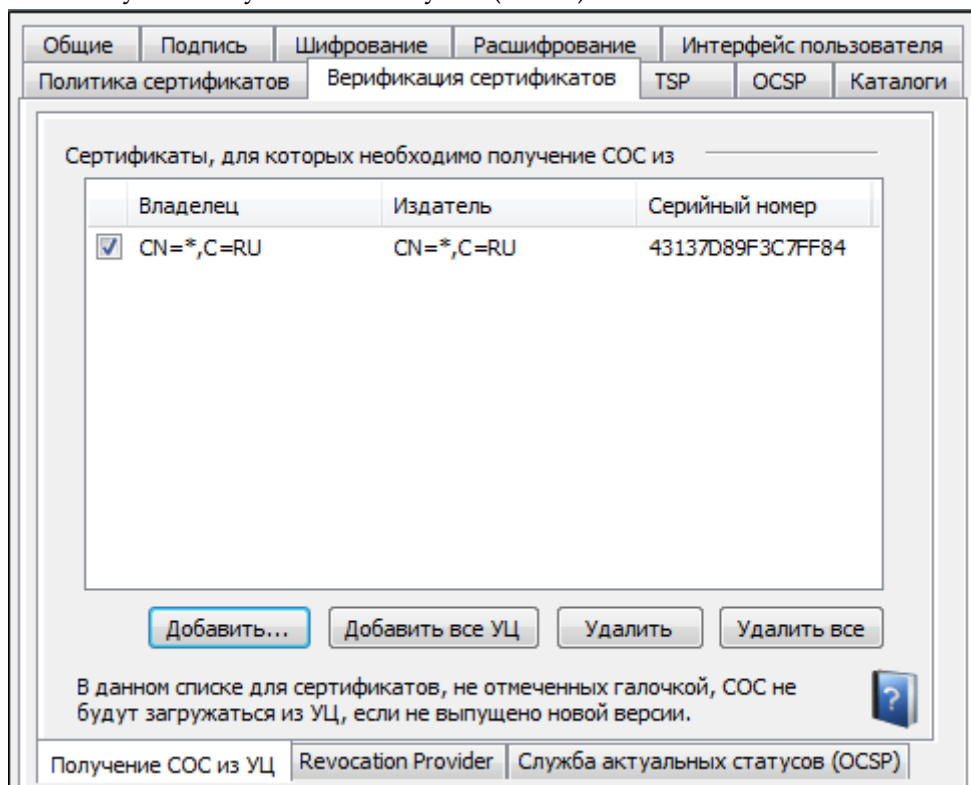 Общие Подпись Шифрование Расшифрование Интерфейс пользователя
Политика сертификатов Верификация сертификатов TSP OCSP Каталоги
Сертификаты, для которых необходимо получение СОС из
Владелец Издатель Серийный номер
CN=*,C=RU CN=*,C=RU 43137D89F3C7FF84
Добавить... Добавить все УЦ Удалить Удалить все
В данном списке для сертификатов, не отмеченных галочкой, СОС не
будут загружаться из УЦ, если не выпущено новой версии.
Получение СОС из УЦ Revocation Provider Служба актуальных статусов (OCSP)